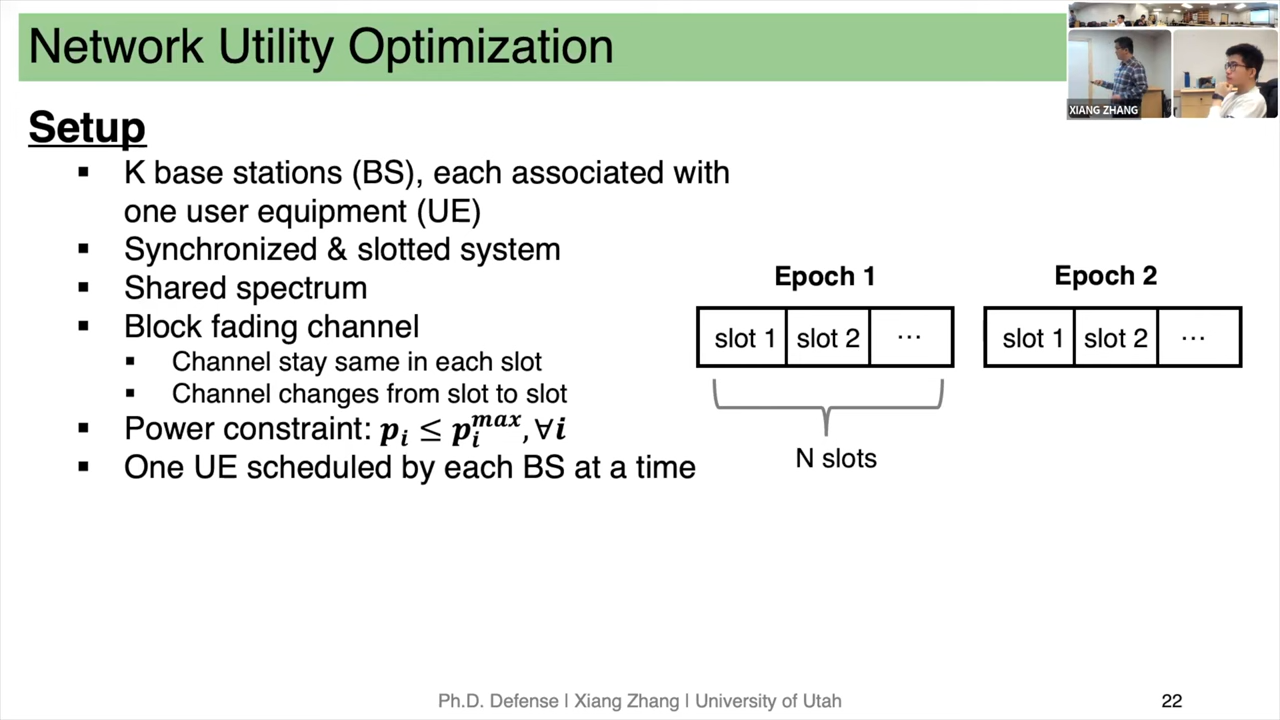 Network Utility Optimization
XIANG ZHANG
Setup
▪ K base stations (BS), each associated with
one user equipment (UE)
▪ Synchronized & slotted system
▪ Shared spectrum
▪ Block fading channel
▪ Channel stay same in each slot
▪ Channel changes from slot to slot
▪ Power constraint: p_i ≤ p_i^max, ∀i
▪ One UE scheduled by each BS at a time
Epoch 1
slot 1 slot 2 ⋯
N slots
Epoch 2
slot 1 slot 2 ⋯
Ph.D. Defense | Xiang Zhang | University of Utah
22